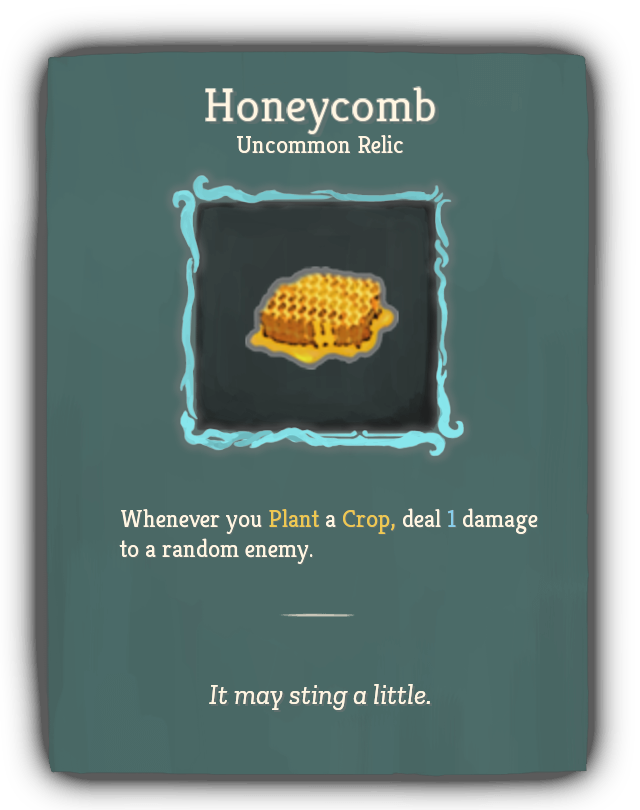 Honeycomb
Uncommon Relic
Whenever you Plant a Crop, deal 1 damage
to a random enemy.
It may sting a little.